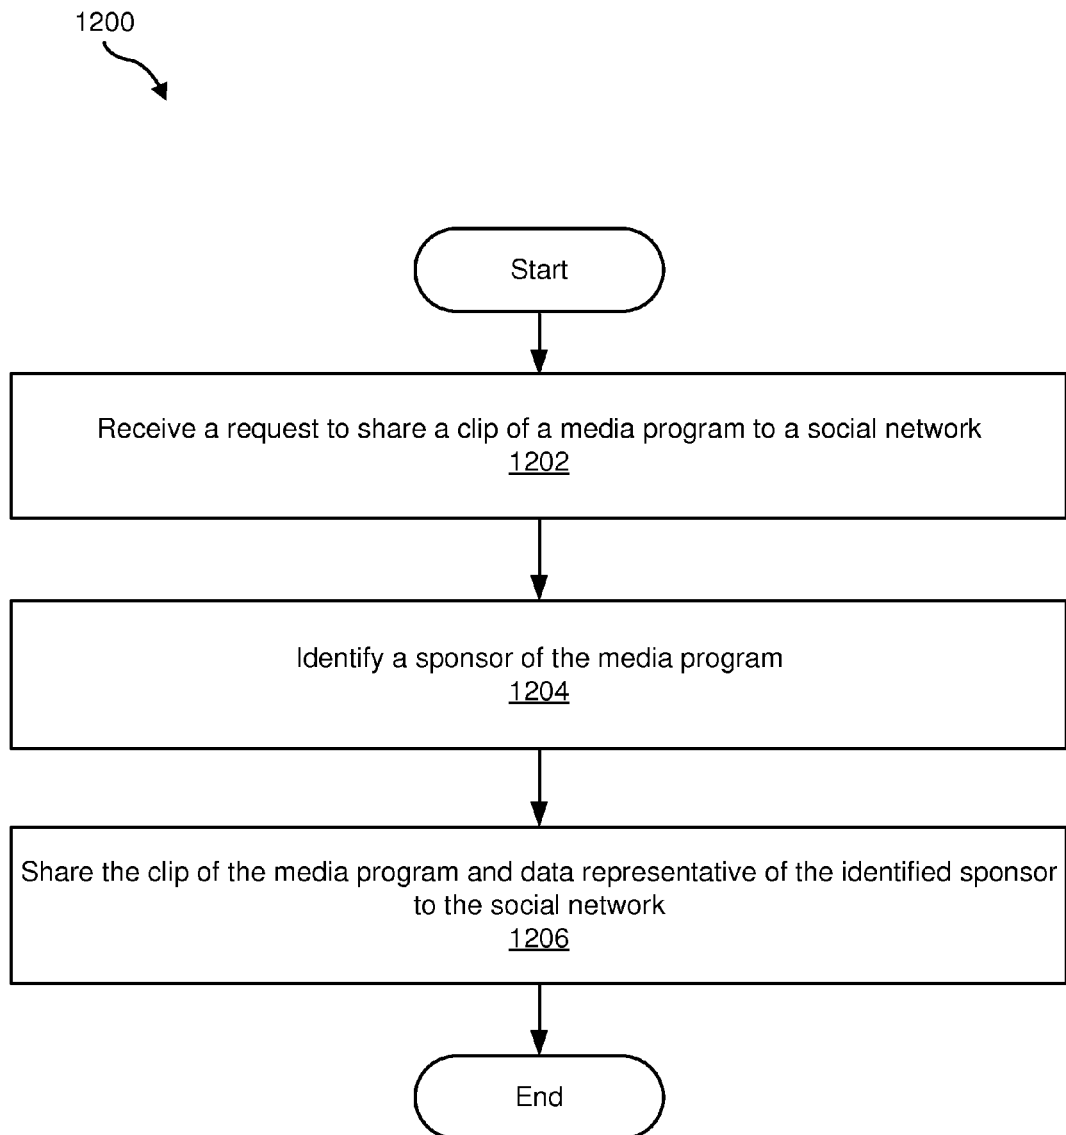 1200
Start
Receive a request to share a clip of a media program to a social network
1202
Identify a sponsor of the media program
1204
Share the clip of the media program and data representative of the identified sponsor
to the social network
1206
End